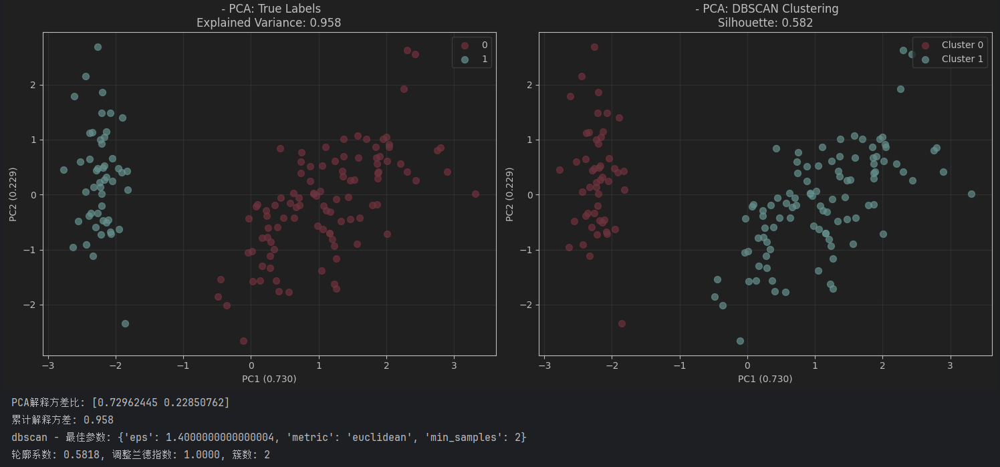 - PCA: True Labels
Explained Variance: 0.958
0
1
2
1
0
−1
−2
PC2 (0.229)
−3
−2
−1
0
1
2
3
PC1 (0.730)
- PCA: DBSCAN Clustering
Silhouette: 0.582
Cluster 0
Cluster 1
2
1
0
−1
−2
PC2 (0.229)
−3
−2
−1
0
1
2
3
PC1 (0.730)
PCA解释方差比: [0.72962445 0.22850762]
累计解释方差: 0.958
dbscan - 最佳参数: {'eps': 1.4000000000000004, 'metric': 'euclidean', 'min_samples': 2}
轮廓系数: 0.5818, 调整兰德指数: 1.0000, 簇数: 2